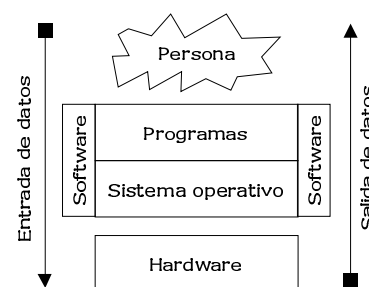 Persona
Entrada de datos
Software
Programas
Sistema operativo
Software
Salida de datos
Hardware